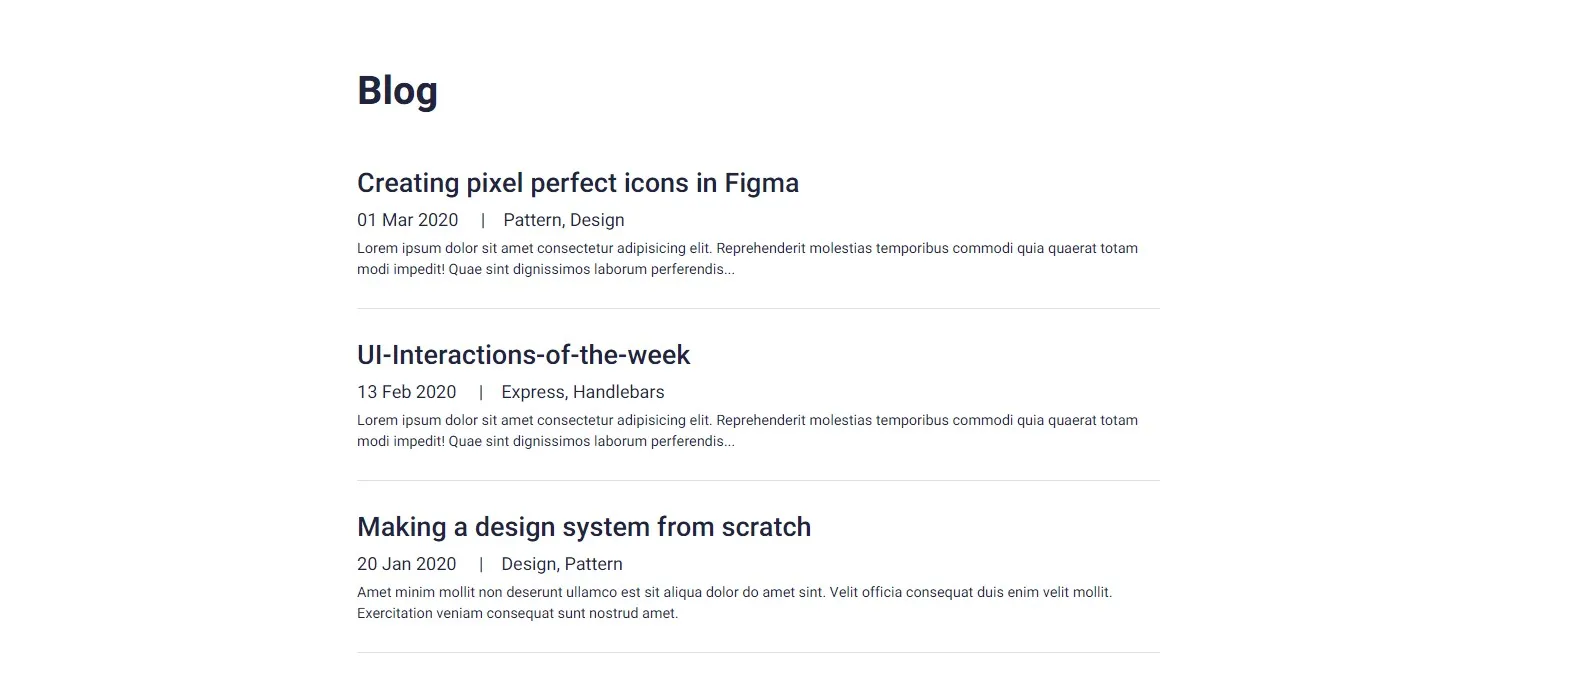 Blog
Creating pixel perfect icons in Figma
01 Mar 2020 | Pattern, Design
Lorem ipsum dolor sit amet consectetur adipisicing elit. Reprehenderit molestias temporibus commodi quia quaerat totam
modi impedit! Quae sint dignissimos laborum perferendis...
UI-Interactions-of-the-week
13 Feb 2020 | Express, Handlebars
Lorem ipsum dolor sit amet consectetur adipisicing elit. Reprehenderit molestias temporibus commodi quia quaerat totam
modi impedit! Quae sint dignissimos laborum perferendis...
Making a design system from scratch
20 Jan 2020 | Design, Pattern
Amet minim mollit non deserunt ullamco est sit aliqua dolor do amet sint. Velit officia consequat duis enim velit mollit.
Exercitation veniam consequat sunt nostrud amet.